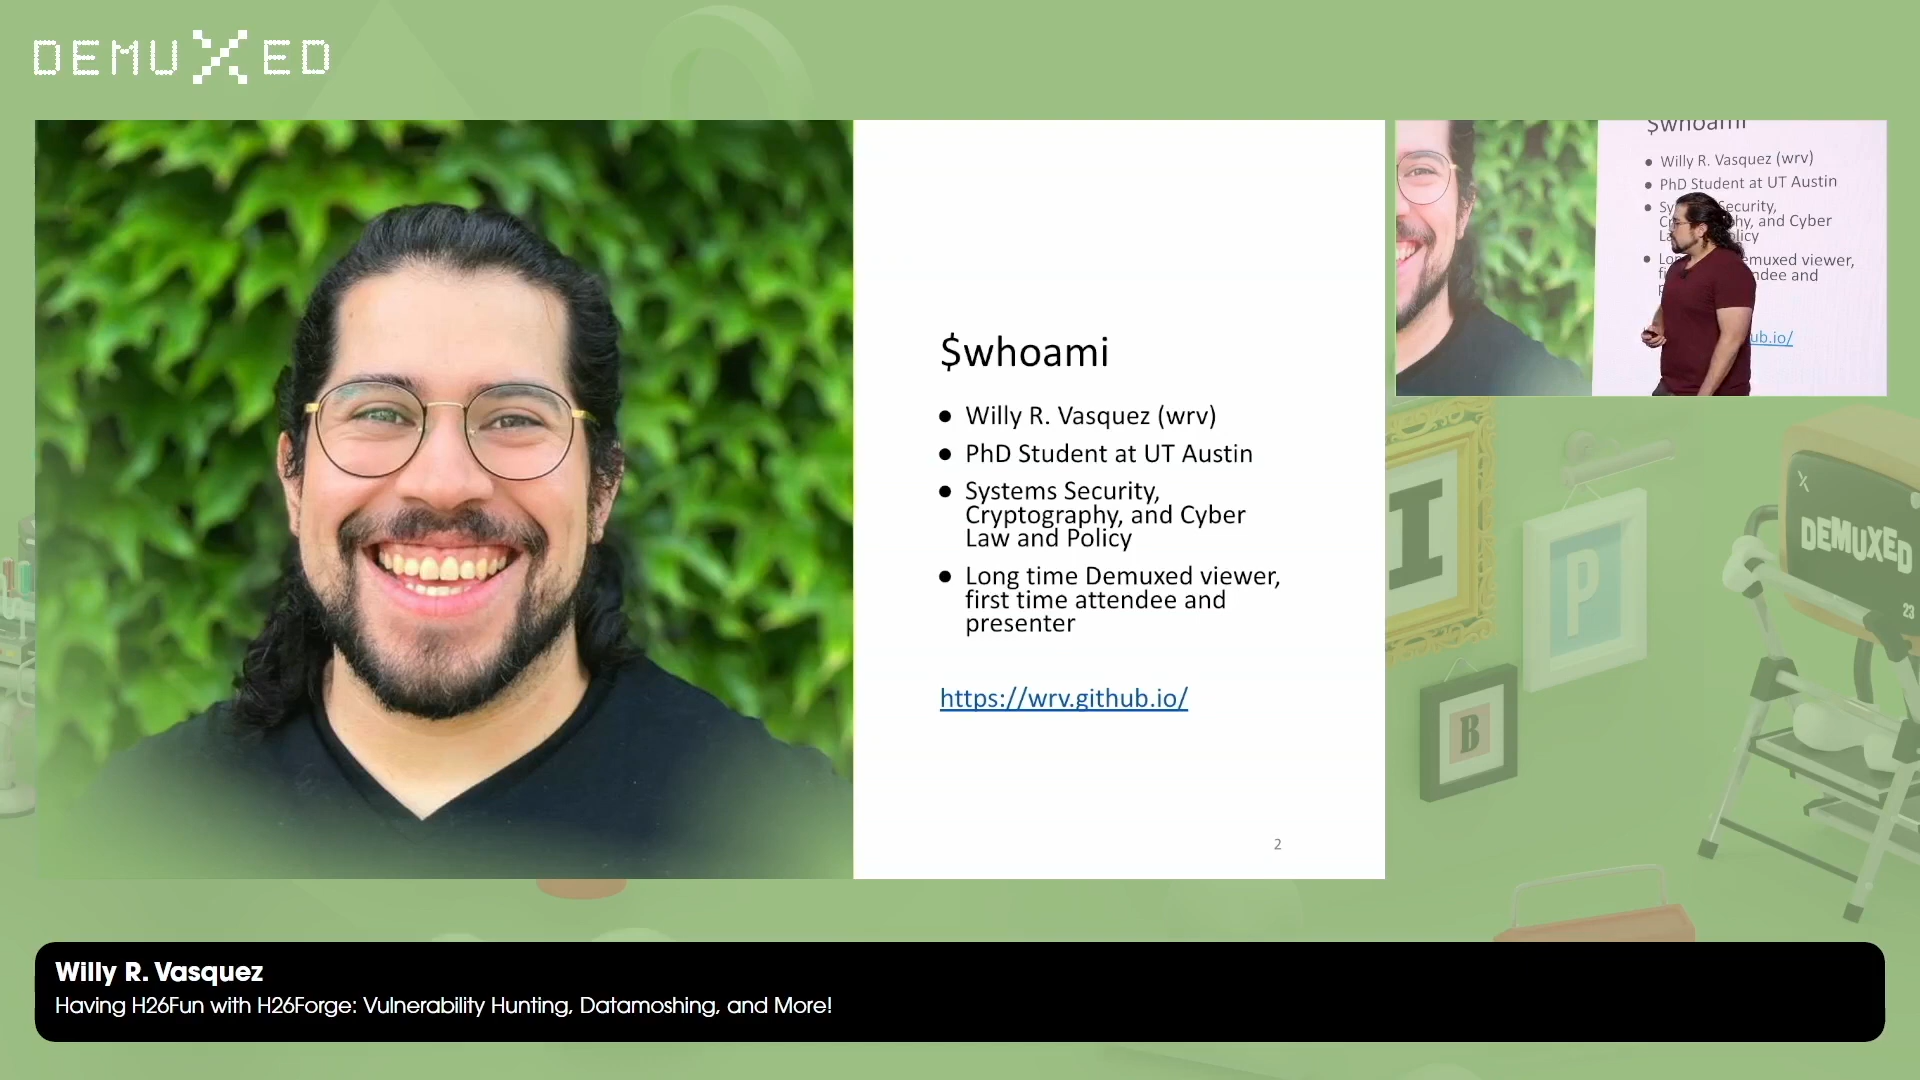 DEMUXED
$whoami
● Willy R. Vasquez (wrv)
● PhD Student at UT Austin
● Systems Security,
Cryptography, and Cyber
Law and Policy
● Long time Demuxed viewer,
first time attendee and
presenter
https://wrv.github.io/
2
$whoami
● Willy R. Vasquez (wrv)
● PhD Student at UT Austin
● Security,
and Cyber
● viewer,
and
ub.io/
I
P
B
DEMUXED
23
Willy R. Vasquez
Having H26Fun with H26Forge: Vulnerability Hunting, Datamoshing, and More!